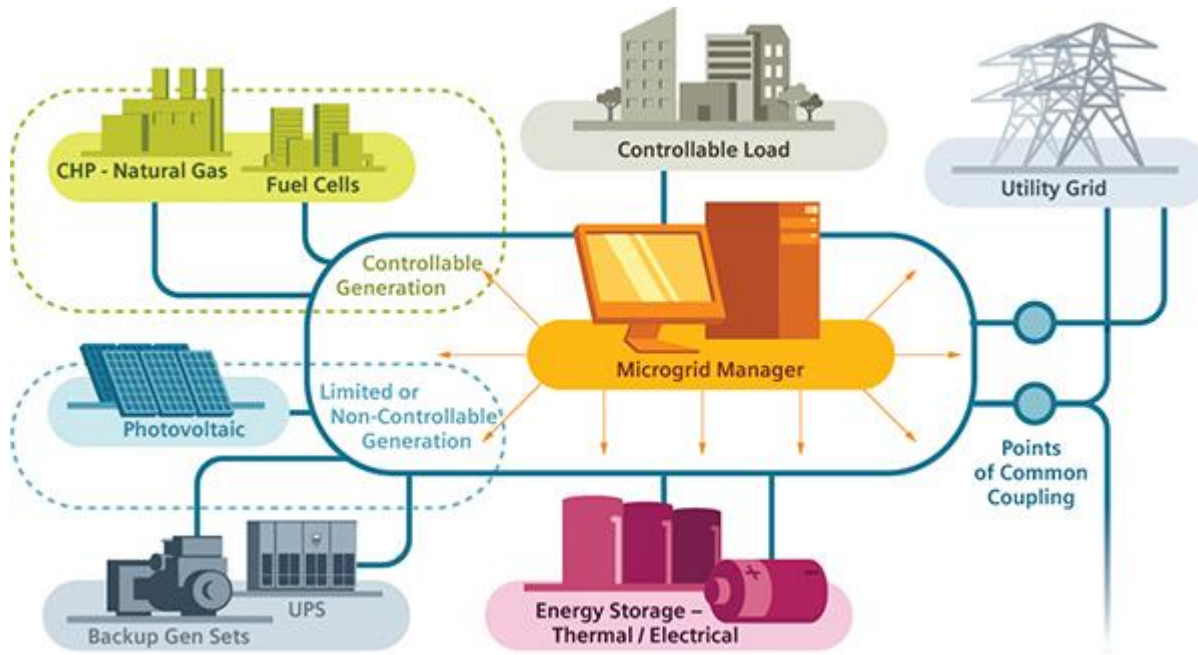 CHP - Natural Gas
Fuel Cells
Controllable Load
Utility Grid
Controllable
Generation
Microgrid Manager
Limited or
Non-Controllable
Generation
Photovoltaic
Points
of Common
Coupling
UPS
Backup Gen Sets
Energy Storage –
Thermal / Electrical